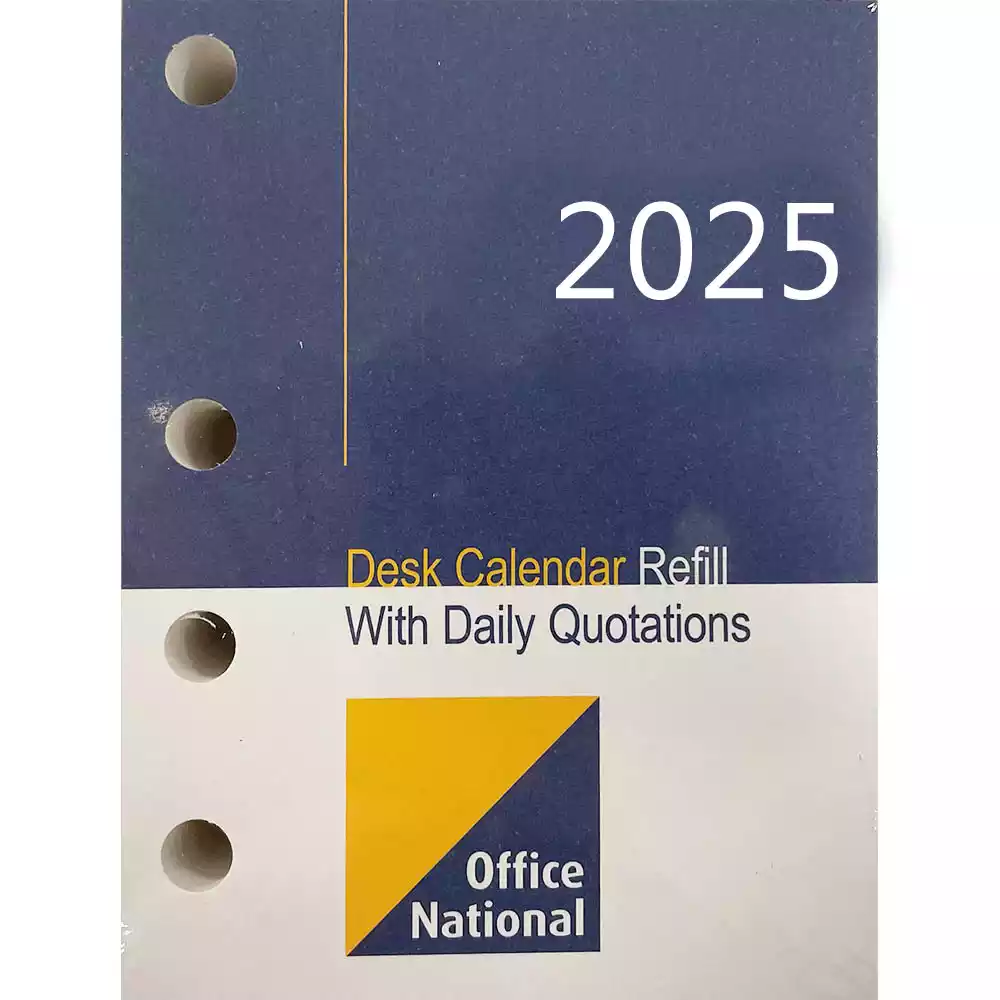 2025
Desk Calendar Refill
With Daily Quotations
Office
National